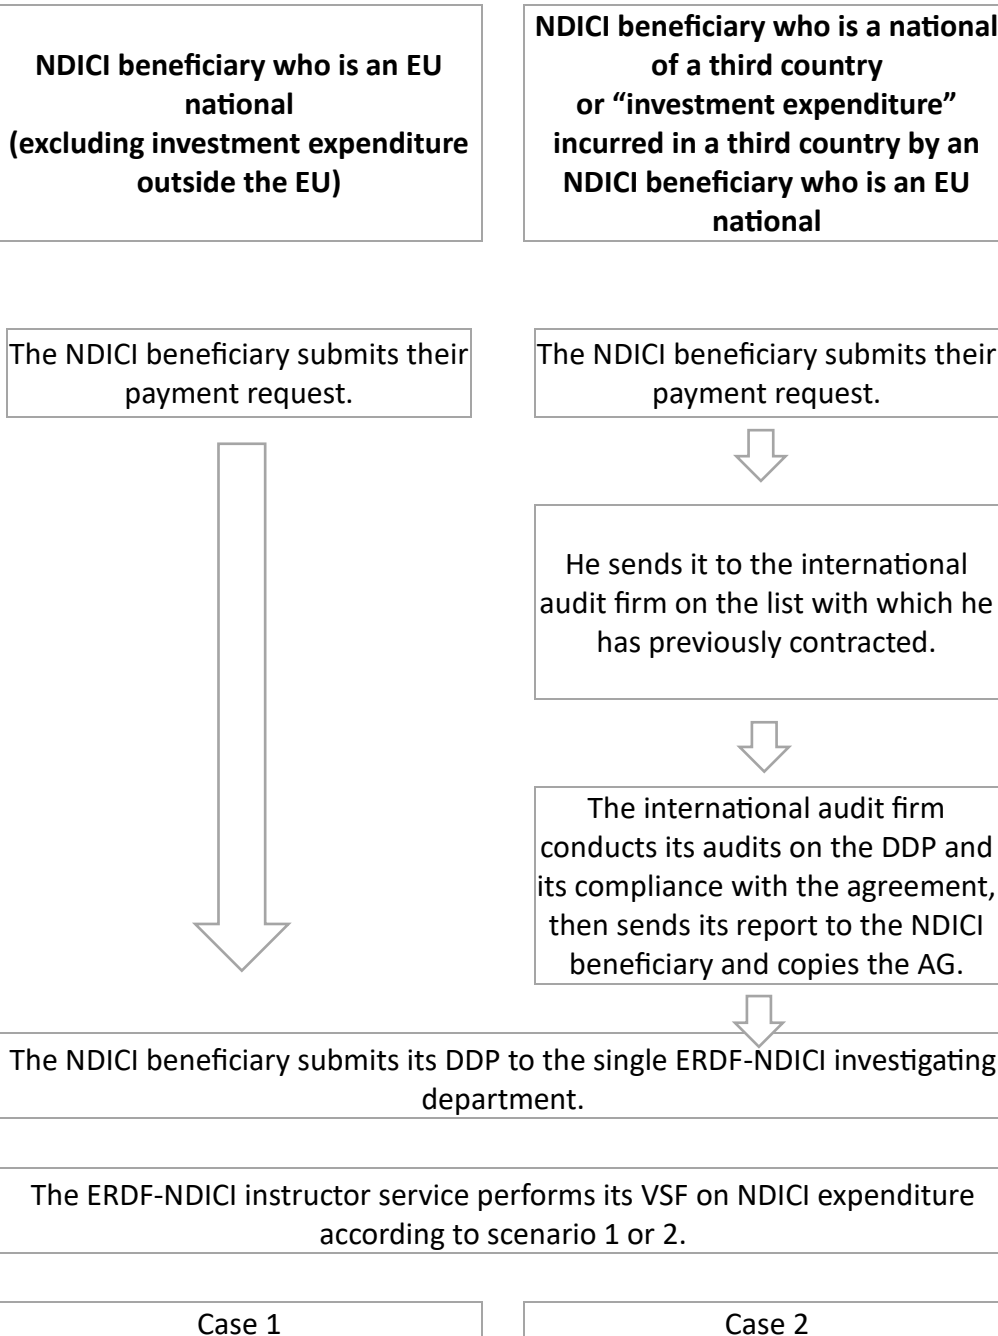 NDICI beneficiary who is an EU
national
(excluding investment expenditure
outside the EU)
NDICI beneficiary who is a national
of a third country
or “investment expenditure”
incurred in a third country by an
NDICI beneficiary who is an EU
national
The NDICI beneficiary submits their
payment request.
The NDICI beneficiary submits their
payment request.
He sends it to the international
audit firm on the list with which he
has previously contracted.
The international audit firm
conducts its audits on the DDP and
its compliance with the agreement,
then sends its report to the NDICI
beneficiary and copies the AG.
The NDICI beneficiary submits its DDP to the single ERDF-NDICI investigating
department.
The ERDF-NDICI instructor service performs its VSF on NDICI expenditure
according to scenario 1 or 2.
Case 1
Case 2